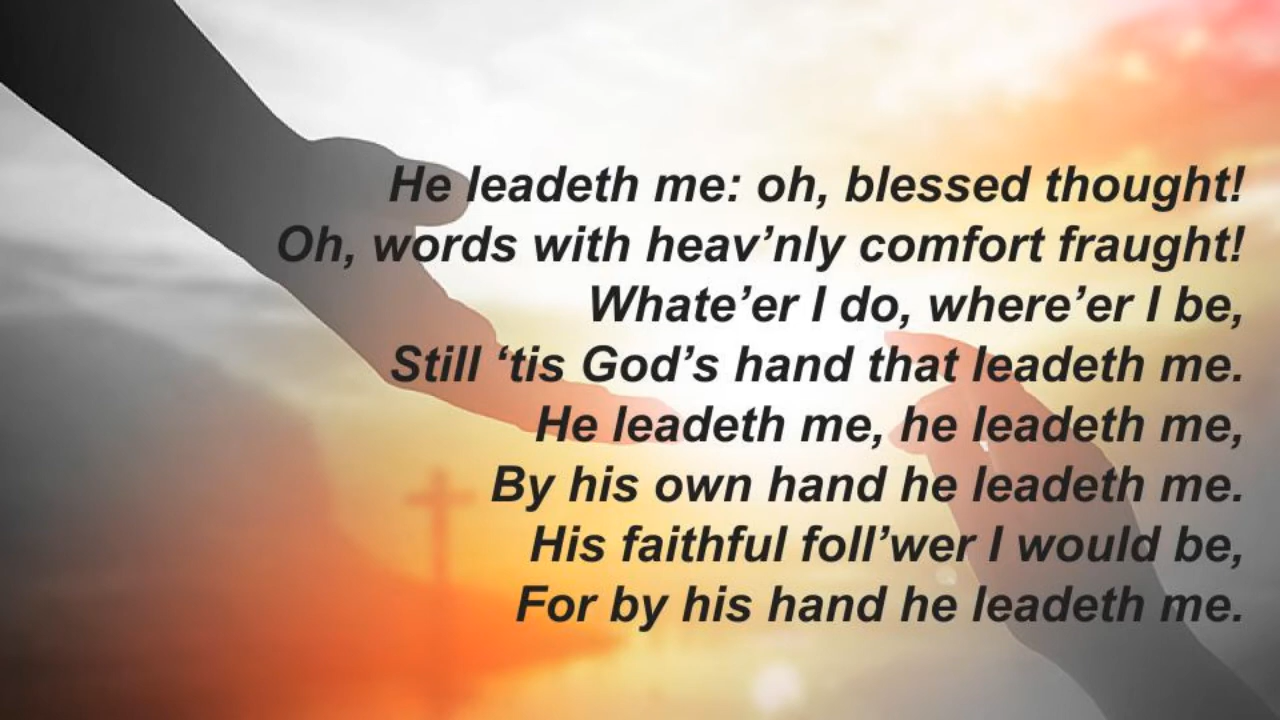 He leadeth me: oh, blessed thought!
Oh, words with heav’nly comfort fraught!
Whate’er I do, where’er I be,
Still ‘tis God’s hand that leadeth me.
He leadeth me, he leadeth me,
By his own hand he leadeth me.
His faithful foll’wer I would be,
For by his hand he leadeth me.